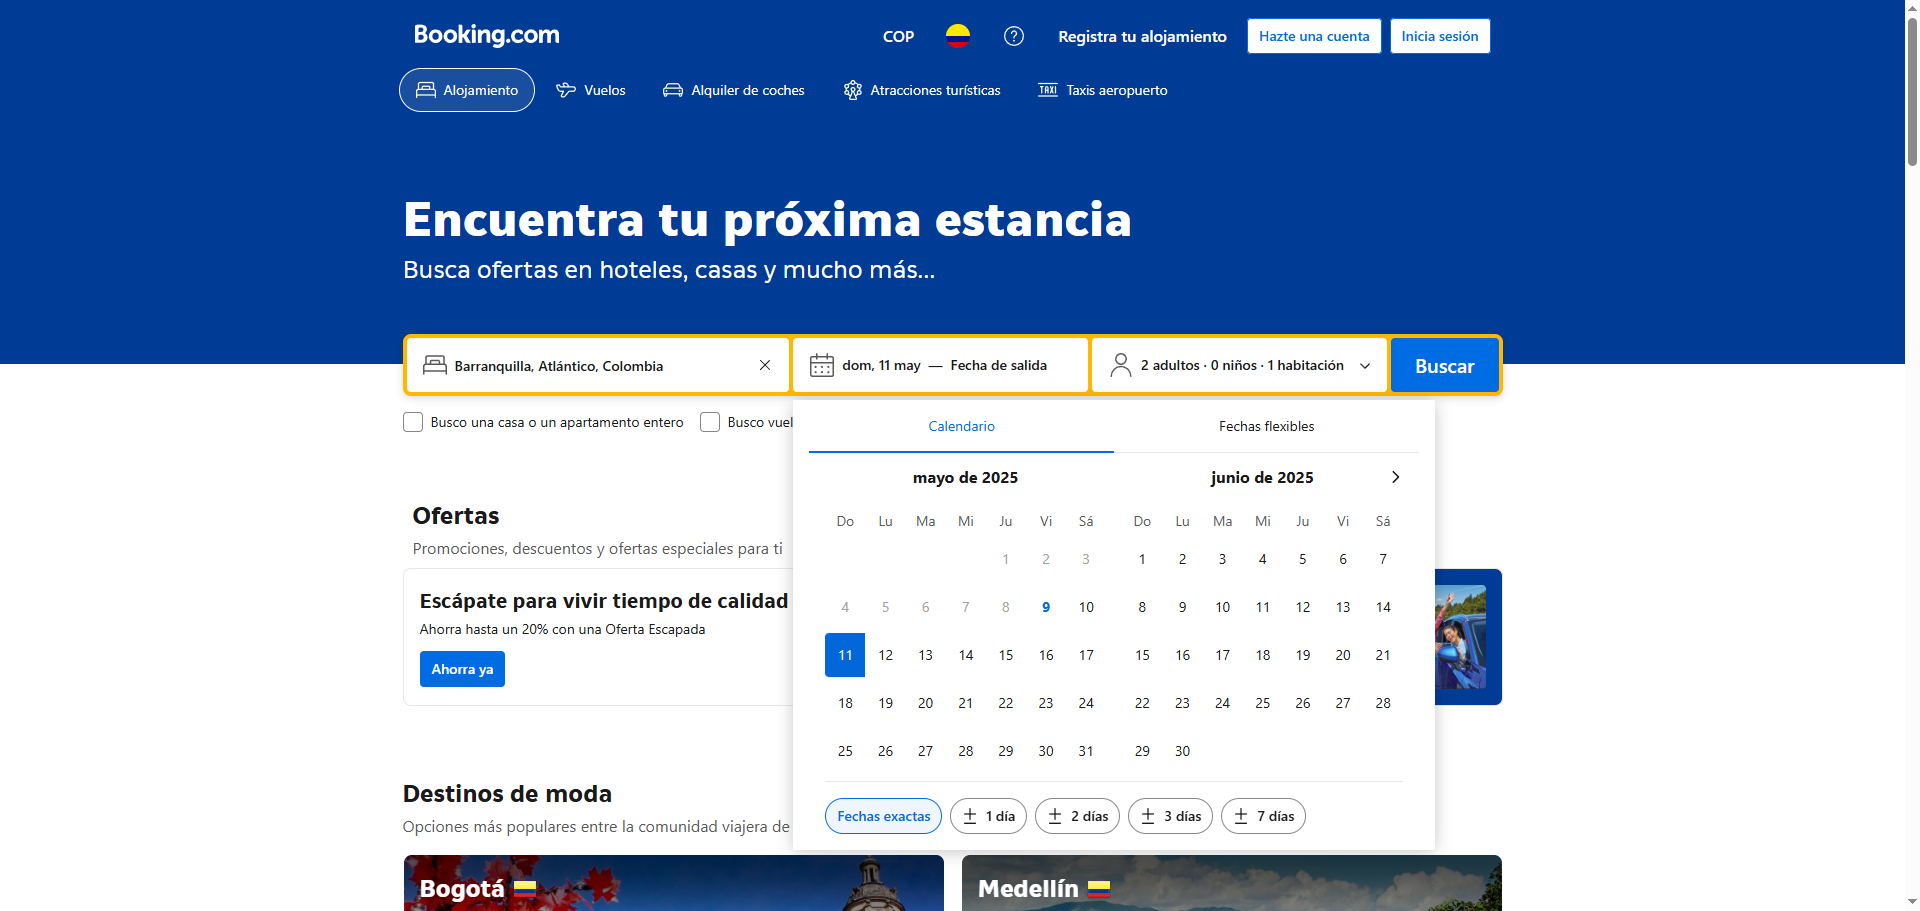 Booking.com
COP
Registra tu alojamiento
Hazte una cuenta
Inicia sesión
Alojamiento
Vuelos
Alquiler de coches
Atracciones turísticas
TAXI Taxis aeropuerto
Encuentra tu próxima estancia
Busca ofertas en hoteles, casas y mucho más...
Barranquilla, Atlántico, Colombia
dom, 11 may — Fecha de salida
2 adultos · 0 niños · 1 habitación
Buscar
Busco una casa o un apartamento entero
Busco vuel
Calendario
Fechas flexibles
mayo de 2025
Do Lu Ma Mi Ju Vi Sá
1 2 3
4 5 6 7 8 9 10
11 12 13 14 15 16 17
18 19 20 21 22 23 24
25 26 27 28 29 30 31
junio de 2025
Do Lu Ma Mi Ju Vi Sá
1 2 3 4 5 6 7
8 9 10 11 12 13 14
15 16 17 18 19 20 21
22 23 24 25 26 27 28
29 30
Fechas exactas
± 1 día
± 2 días
± 3 días
± 7 días
Ofertas
Promociones, descuentos y ofertas especiales para ti
Escápate para vivir tiempo de calidad
Ahorra hasta un 20% con una Oferta Escapada
Ahorra ya
Destinos de moda
Opciones más populares entre la comunidad viajera de
Bogotá
Medellín